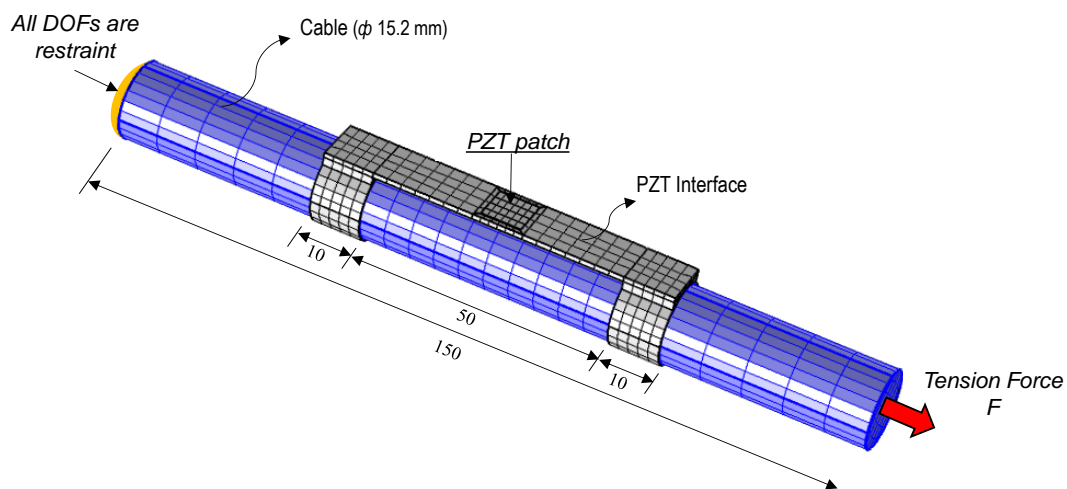 All DOFs are
restraint
Cable (ϕ 15.2 mm)
PZT patch
PZT Interface
10
50
150
10
Tension Force
F